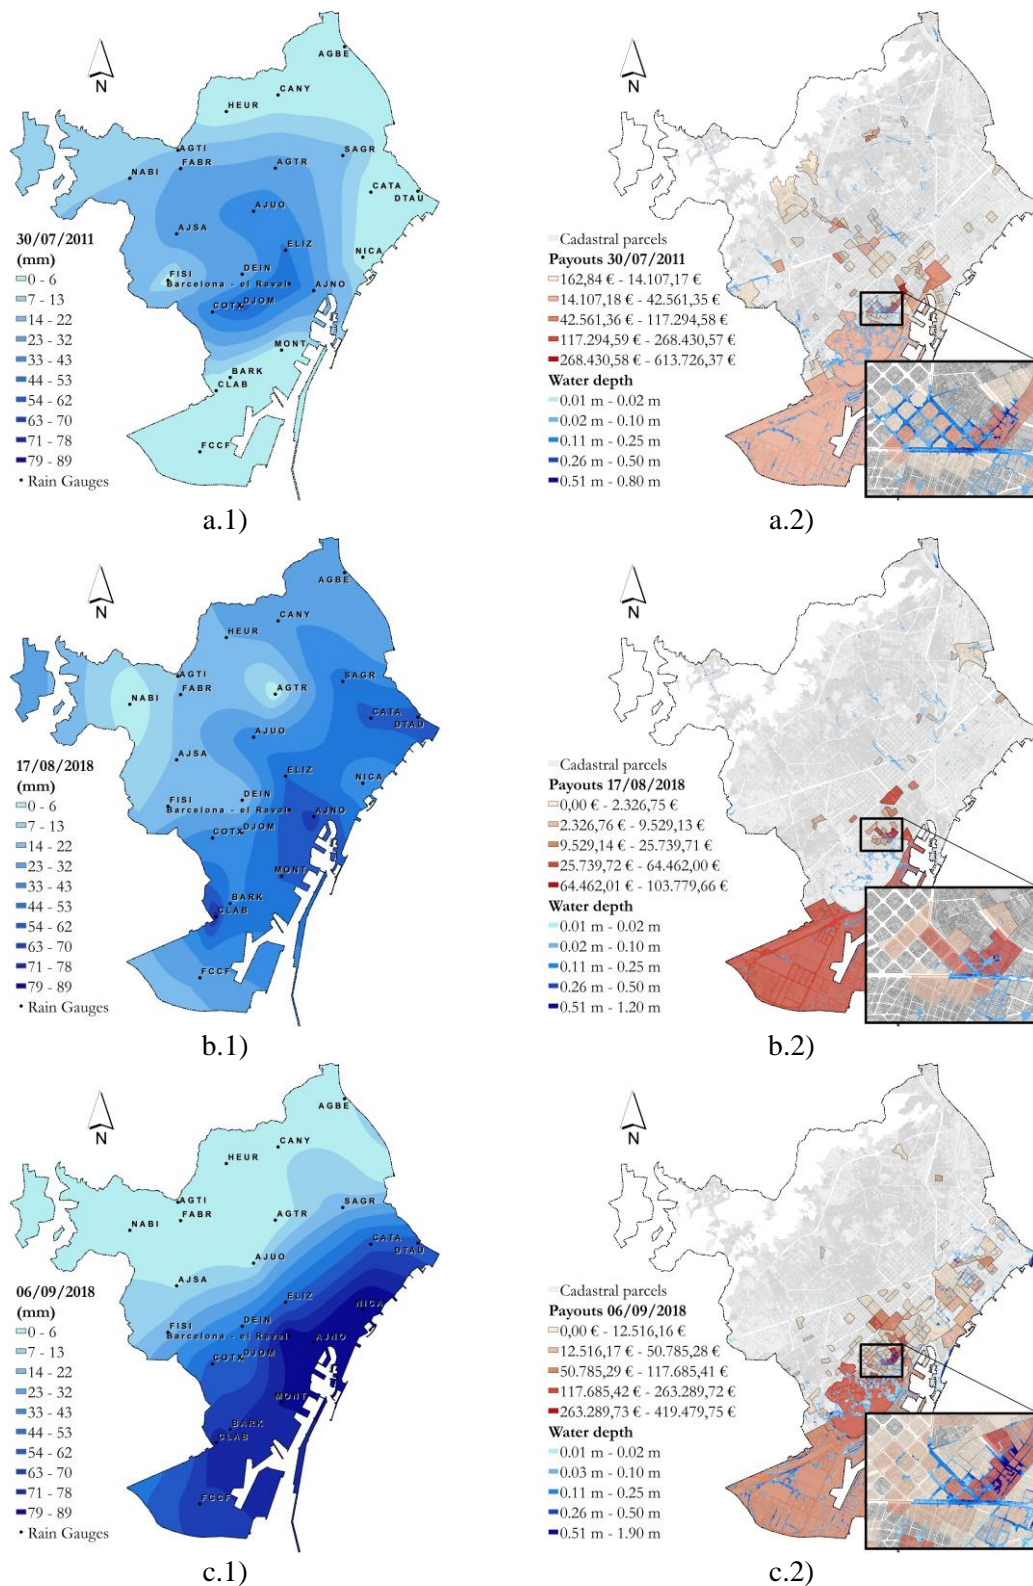 N
AGBE
CANY
HEUR
AGTI
FABR
NABI
AGTR
SAGR
CATA
DTAU
AJUO
AJSA
ELIZ
NICA
FISI
DEIN
Barcelona - el Raval
AJNO
COTX
DJOM
MONT
BARK
CLAB
FCCF
30/07/2011
(mm)
0 - 6
7 - 13
14 - 22
23 - 32
33 - 43
44 - 53
54 - 62
63 - 70
71 - 78
79 - 89
• Rain Gauges
a.1)
N
Cadastral parcels
Payouts 30/07/2011
162,84 € - 14.107,17 €
14.107,18 € - 42.561,35 €
42.561,36 € - 117.294,58 €
117.294,59 € - 268.430,57 €
268.430,58 € - 613.726,37 €
Water depth
0.01 m - 0.02 m
0.02 m - 0.10 m
0.11 m - 0.25 m
0.26 m - 0.50 m
0.51 m - 0.80 m
a.2)
N
AGBE
CANY
HEUR
AGTI
FABR
NABI
AGTR
SAGR
CATA
DTAU
AJUO
AJSA
ELIZ
NICA
FISI
DEIN
Barcelona - el Raval
AJNO
COTX
DJOM
MONT
BARK
CLAB
FCCF
17/08/2018
(mm)
0 - 6
7 - 13
14 - 22
23 - 32
33 - 43
44 - 53
54 - 62
63 - 70
71 - 78
79 - 89
• Rain Gauges
b.1)
N
Cadastral parcels
Payouts 17/08/2018
0,00 € - 2.326,75 €
2.326,76 € - 9.529,13 €
9.529,14 € - 25.739,71 €
25.739,72 € - 64.462,00 €
64.462,01 € - 103.779,66 €
Water depth
0.01 m - 0.02 m
0.02 m - 0.10 m
0.11 m - 0.25 m
0.26 m - 0.50 m
0.51 m - 1.20 m
b.2)
N
AGBE
CANY
HEUR
AGTI
FABR
NABI
AGTR
SAGR
CATA
DTAU
AJUO
AJSA
ELIZ
NICA
FISI
DEIN
Barcelona - el Raval
AJNO
COTX
DJOM
MONT
BARK
CLAB
FCCF
06/09/2018
(mm)
0 - 6
7 - 13
14 - 22
23 - 32
33 - 43
44 - 53
54 - 62
63 - 70
71 - 78
79 - 89
• Rain Gauges
c.1)
N
Cadastral parcels
Payouts 06/09/2018
0,00 € - 12.516,16 €
12.516,17 € - 50.785,28 €
50.785,29 € - 117.685,41 €
117.685,42 € - 263.289,72 €
263.289,73 € - 419.479,75 €
Water depth
0.01 m - 0.02 m
0.03 m - 0.10 m
0.11 m - 0.25 m
0.26 m - 0.50 m
0.51 m - 1.90 m
c.2)